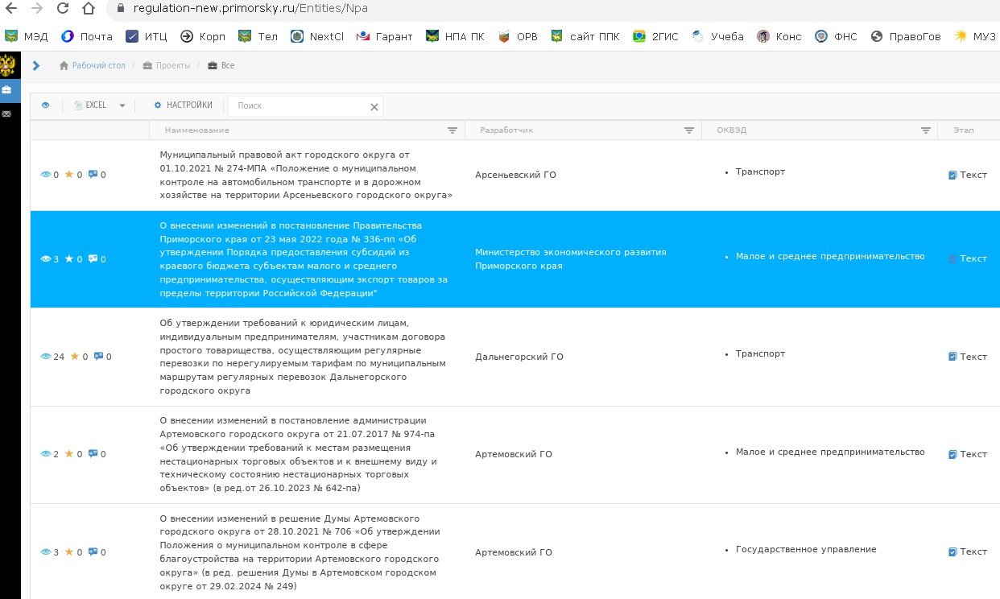 regulation-new.primorsky.ru/Entities/Npa
МЭД Почта ИТЦ Корп Тел NextCl Гарант НПА ПК ОРВ сайт ППК 2ГИС Учеба Конс ФНС ПравоГов МУЗ
Рабочий стол / Проекты / Все
EXCEL НАСТРОЙКИ Поиск
Наименование Разработчик ОКВЭД Этап
Муниципальный правовой акт городского округа от
01.10.2021 № 274-МПА «Положение о муниципальном
контроле на автомобильном транспорте и в дорожном
хозяйстве на территории Арсеньевского городского округа»
0 0 0
Арсеньевский ГО
• Транспорт
Текст
О внесении изменений в постановление Правительства
Приморского края от 23 мая 2022 года № 336-пп «Об
утверждении Порядка предоставления субсидий из
краевого бюджета субъектам малого и среднего
предпринимательства, осуществляющим экспорт товаров за
пределы территории Российской Федерации"
3 0 0
Министерство экономического развития
Приморского края
• Малое и среднее предпринимательство
Текст
Об утверждении требований к юридическим лицам,
индивидуальным предпринимателям, участникам договора
простого товарищества, осуществляющим регулярные
перевозки по нерегулируемым тарифам по муниципальным
маршрутам регулярных перевозок Дальнегорского
городского округа
24 0 0
Дальнегорский ГО
• Транспорт
Текст
О внесении изменений в постановление администрации
Артемовского городского округа от 21.07.2017 № 974-па
«Об утверждении требований к местам размещения
нестационарных торговых объектов и к внешнему виду и
техническому состоянию нестационарных торговых
объектов» (в ред.от 26.10.2023 № 642-па)
2 0 0
Артемовский ГО
• Малое и среднее предпринимательство
Текст
О внесении изменений в решение Думы Артемовского
городского округа от 28.10.2021 № 706 «Об утверждении
Положения о муниципальном контроле в сфере
благоустройства на территории Артемовского городского
округа» (в ред. решения Думы в Артемовском городском
округе от 29.02.2024 № 249)
3 0 0
Артемовский ГО
• Государственное управление
Текст